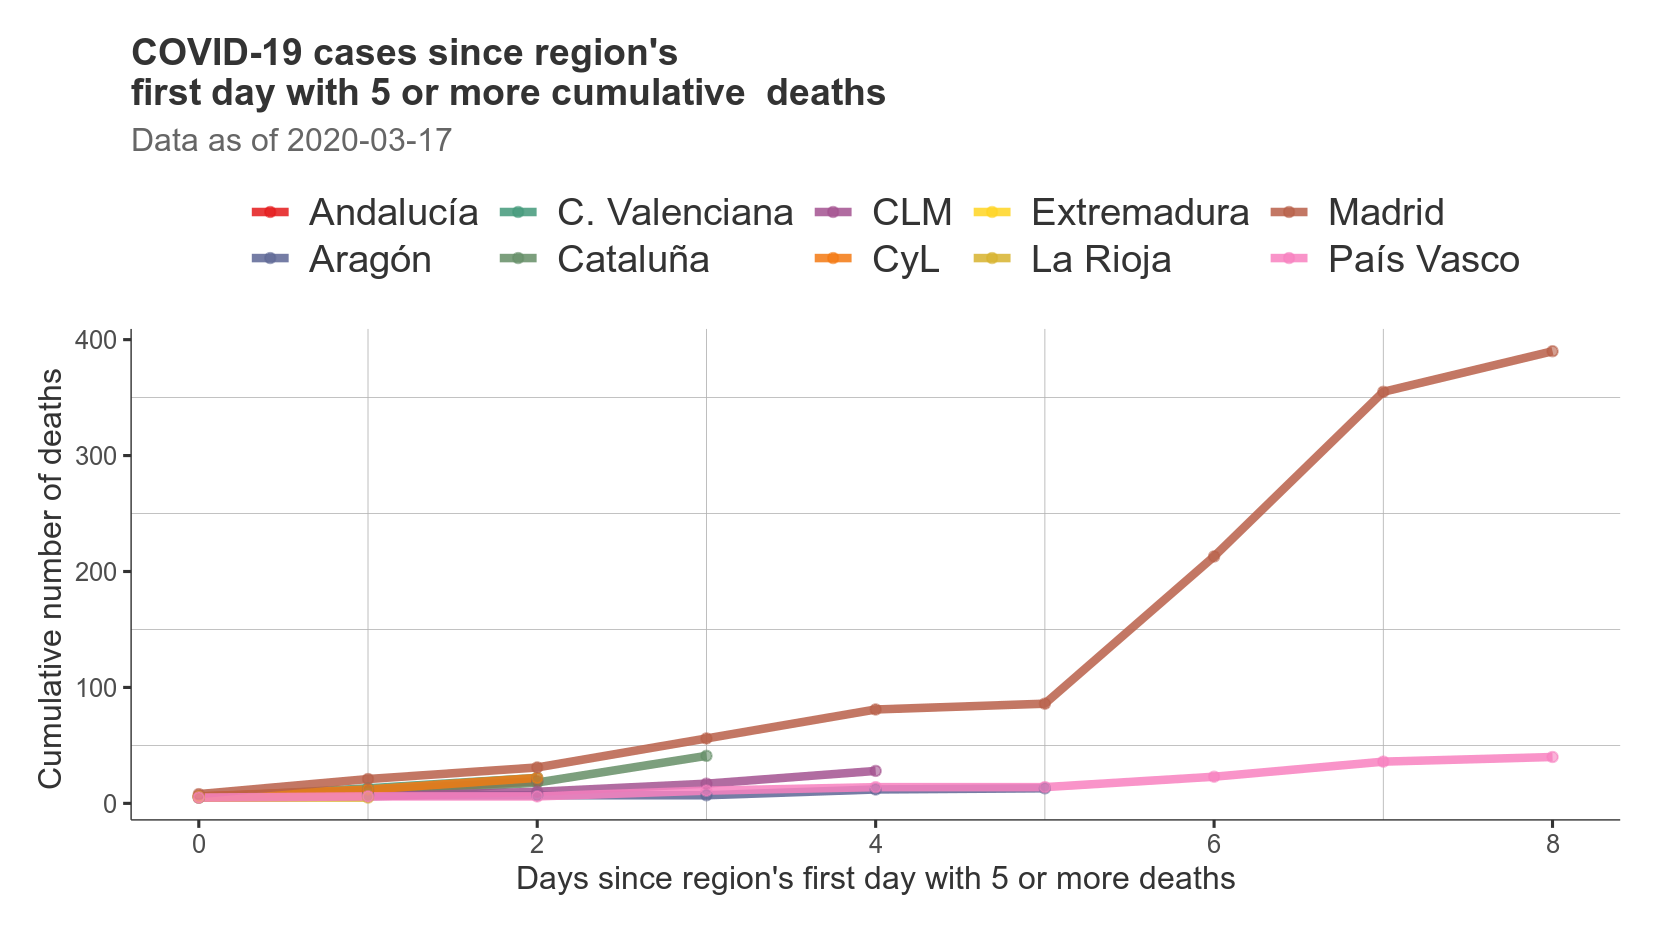 COVID-19 cases since region's
first day with 5 or more cumulative  deaths
Data as of 2020-03-17
Andalucía C. Valenciana CLM Extremadura Madrid
Aragón Cataluña CyL La Rioja País Vasco
Cumulative number of deaths
400
300
200
100
0
0 2 4 6 8
Days since region's first day with 5 or more deaths